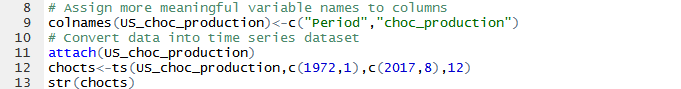 8 # Assign more meaningful variable names to columns
9 colnames(US_choc_production)<-c("Period","choc_production")
10 # Convert data into time series dataset
11 attach(US_choc_production)
12 chocts<-ts(US_choc_production,c(1972,1),c(2017,8),12)
13 str(chocts)